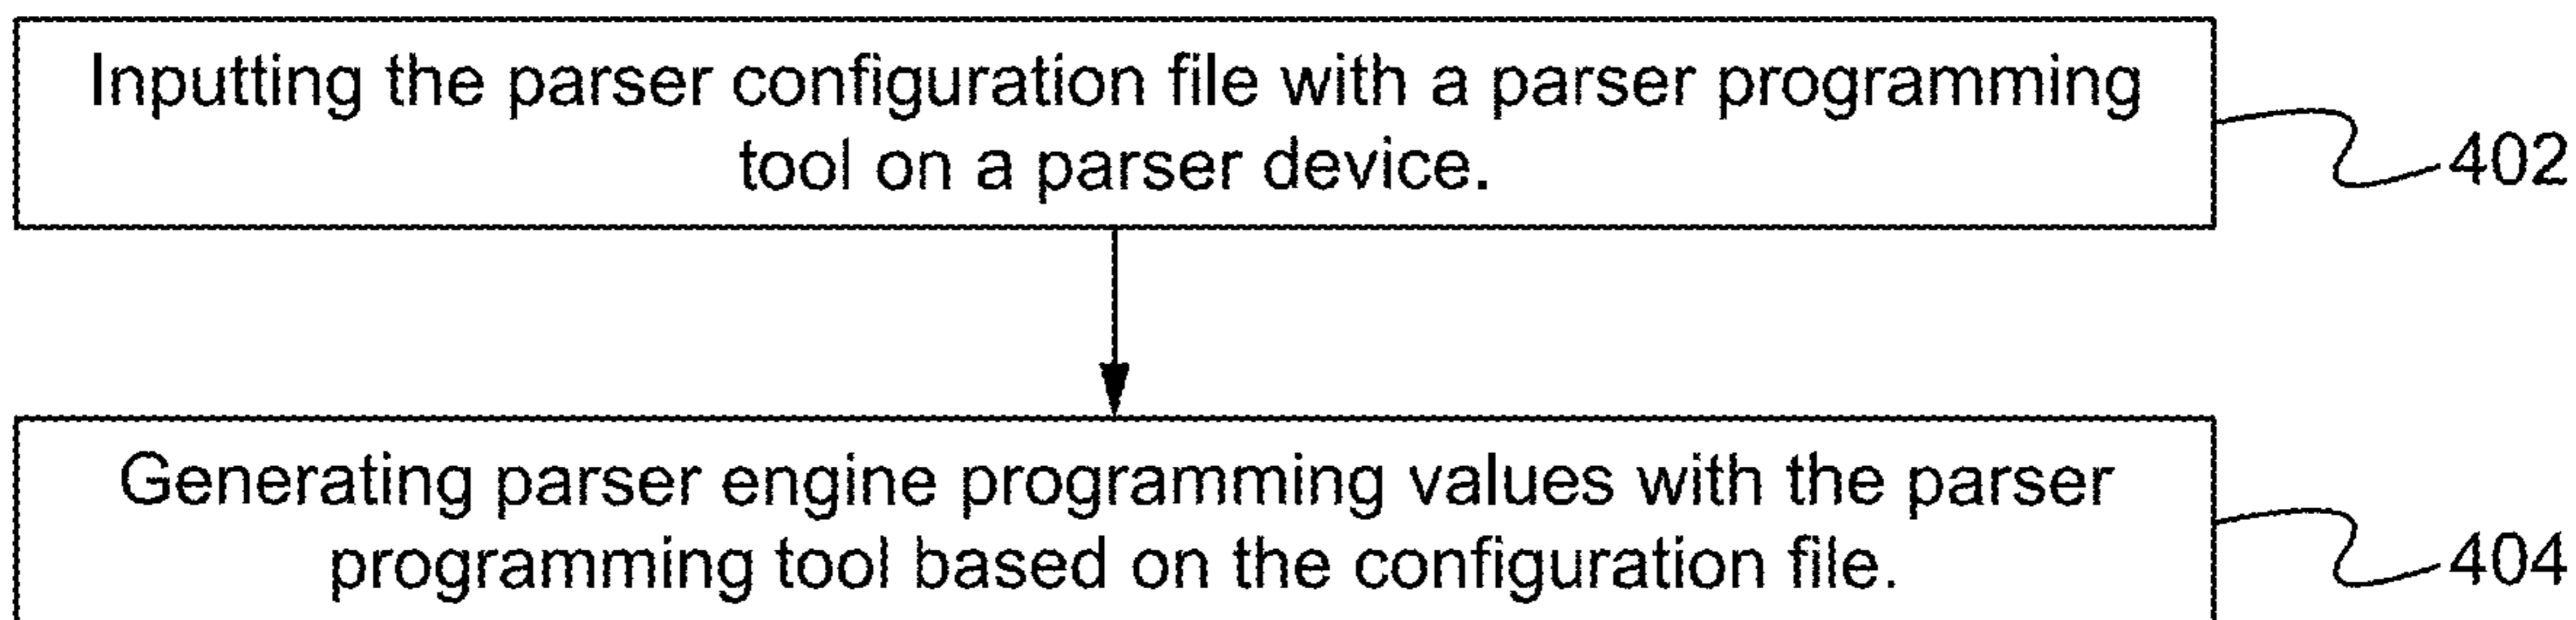 Inputting the parser configuration file with a parser programming
tool on a parser device.
402
Generating parser engine programming values with the parser
programming tool based on the configuration file.
404